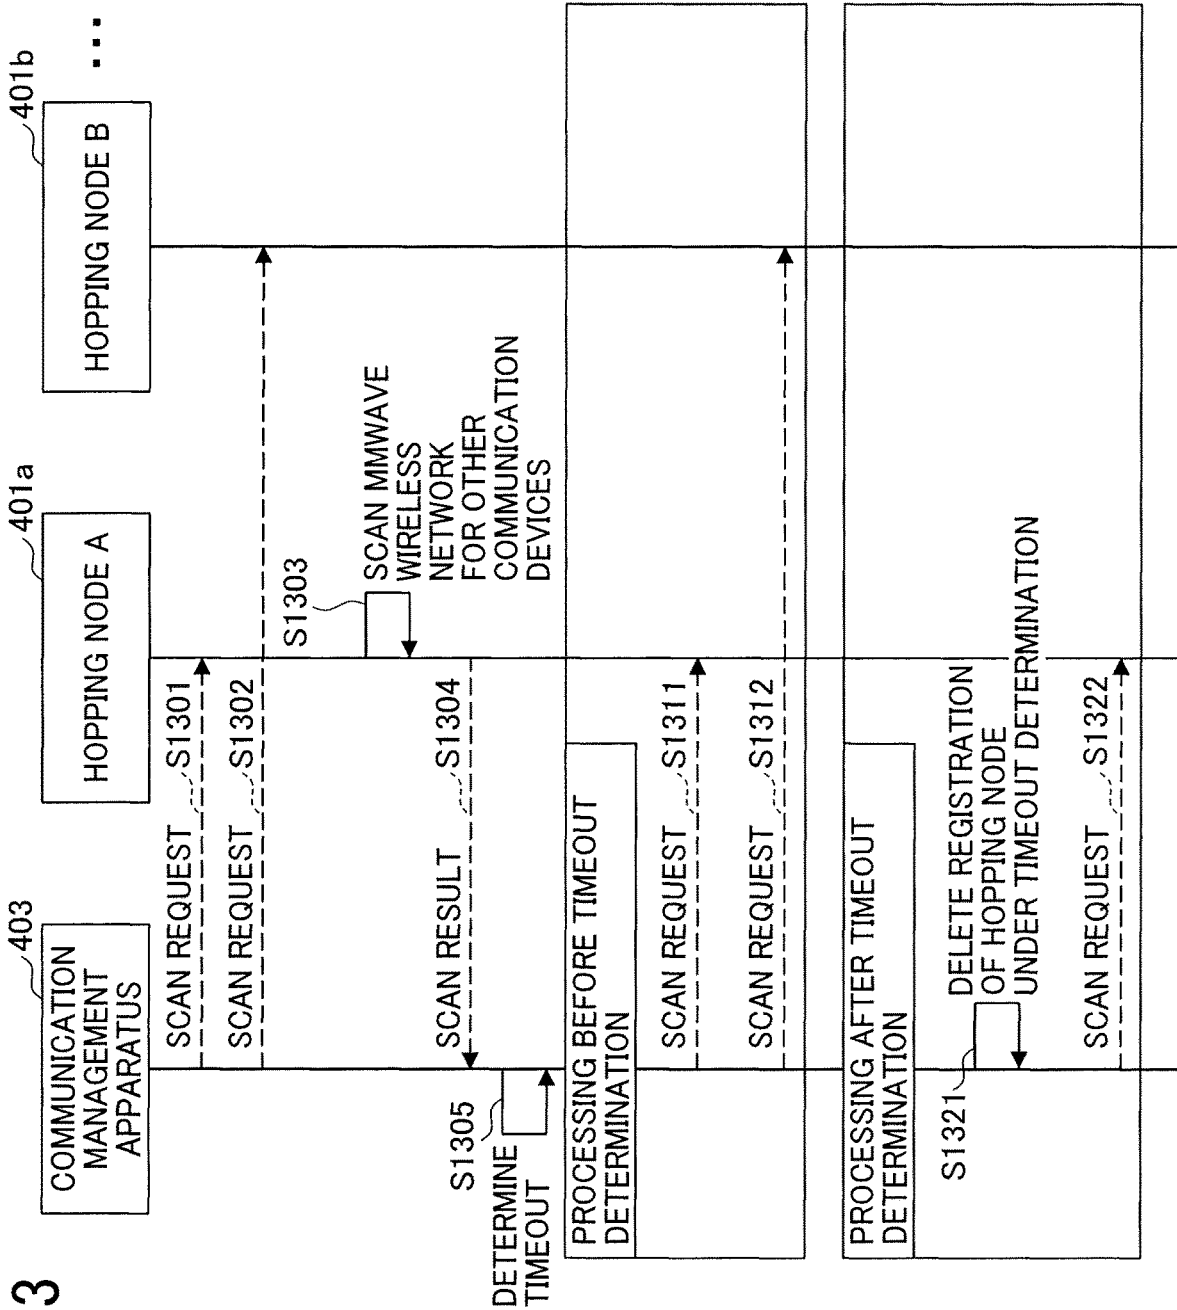 3
COMMUNICATION
MANAGEMENT
APPARATUS
403
HOPPING NODE A
401a
HOPPING NODE B
401b
...
SCAN REQUEST
S1301
SCAN REQUEST
S1302
S1303
SCAN MMWAVE
WIRELESS
NETWORK
FOR OTHER
COMMUNICATION
DEVICES
SCAN RESULT
S1304
S1305
DETERMINE
TIMEOUT
PROCESSING BEFORE TIMEOUT
DETERMINATION
SCAN REQUEST
S1311
SCAN REQUEST
S1312
PROCESSING AFTER TIMEOUT
DETERMINATION
S1321
DELETE REGISTRATION
OF HOPPING NODE
UNDER TIMEOUT DETERMINATION
SCAN REQUEST
S1322